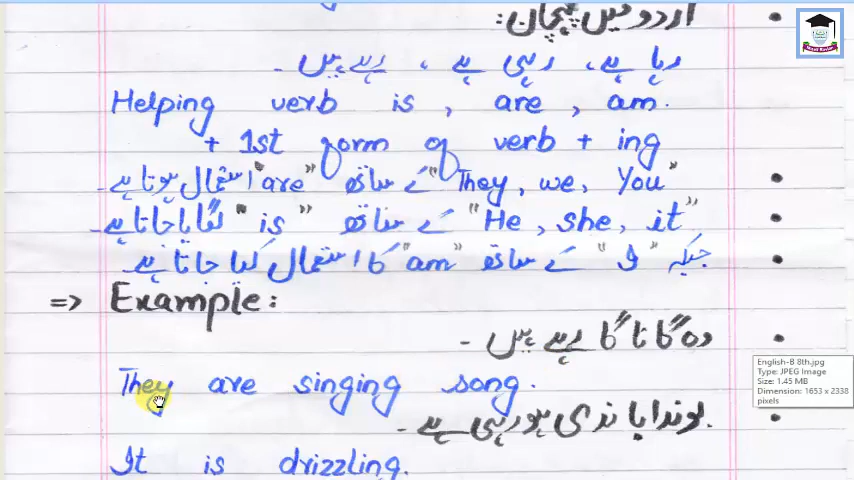 اردو میں پہچان:
رہا ہے، رہی ہے، رہے ہیں۔
Helping verb is, are, am.
+ 1st form of verb + ing
"They, we, You" کے ساتھ "are" استعمال ہوتا ہے۔
"He, she, it" کے ساتھ "is" لگایا جاتا ہے۔
جبکہ "I" کے ساتھ "am" کا استعمال کیا جاتا ہے۔
=> Example:
وہ گانا گا رہے ہیں۔
They are singing song.
بوندا باندی ہو رہی ہے۔
It is drizzling.
English-B 8th.jpg
Type: JPEG Image
Size: 1.45 MB
Dimension: 1653 x 2338
pixels